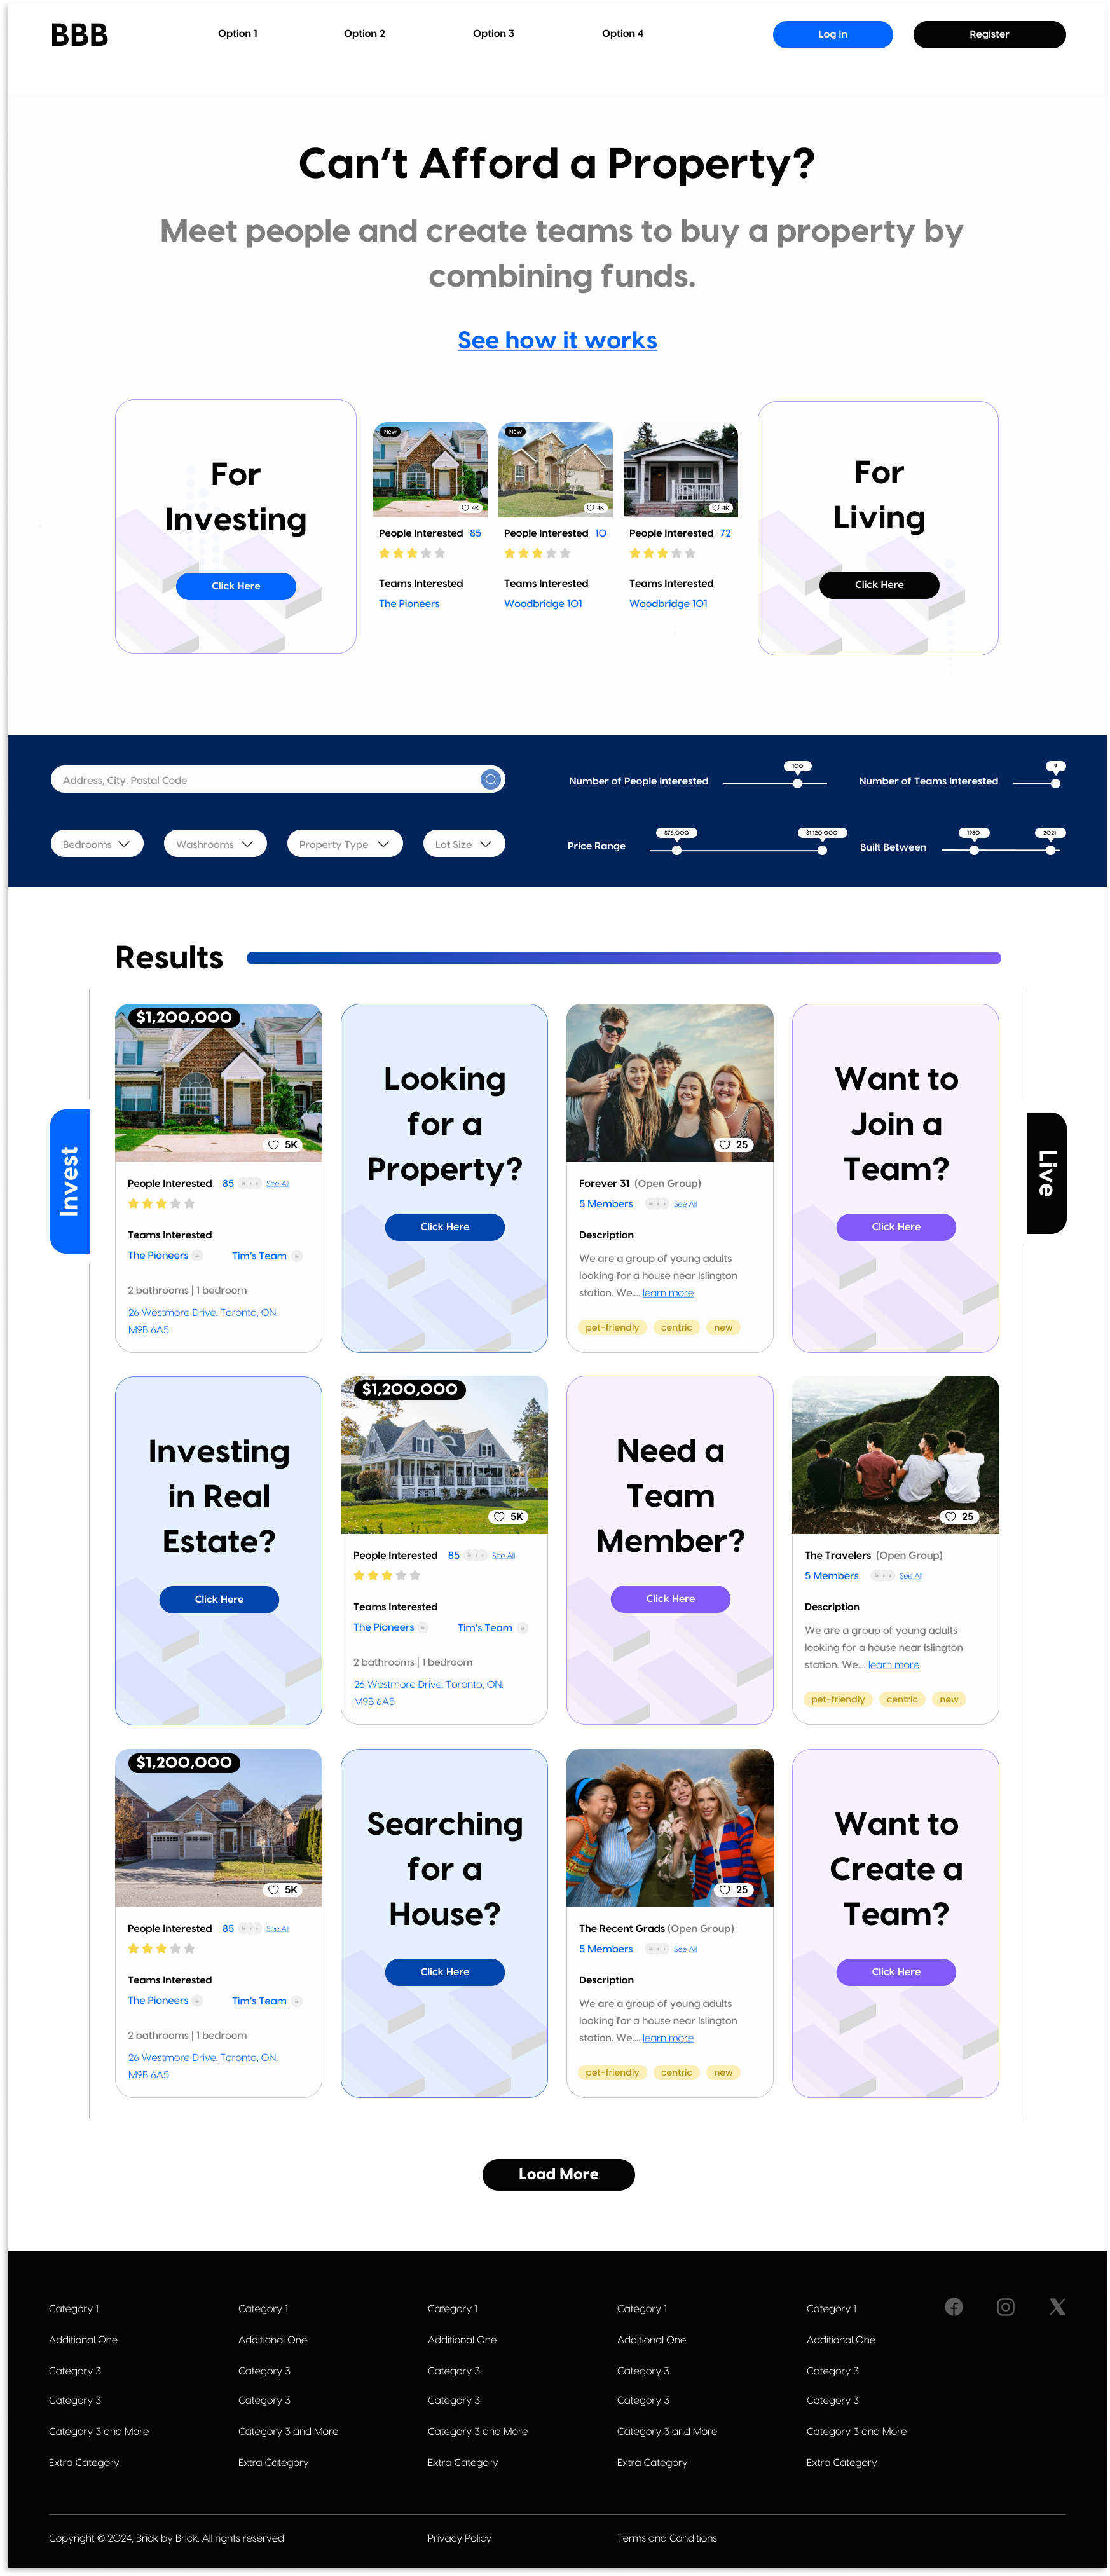 BBB
Option 1
Option 2
Option 3
Option 4
Log In
Register
Can’t Afford a Property?
Meet people and create teams to buy a property by
combining funds.
See how it works
For
Investing
Click Here
New
4K
People Interested 85
Teams Interested
The Pioneers
New
4K
People Interested 10
Teams Interested
Woodbridge 101
4K
People Interested 72
Teams Interested
Woodbridge 101
For
Living
Click Here
Address, City, Postal Code
Bedrooms
Washrooms
Property Type
Lot Size
Number of People Interested
100
Number of Teams Interested
9
Price Range
$75,000
$1,120,000
Built Between
1980
2021
Results
Invest
Live
$1,200,000
5K
People Interested 85 See All
Teams Interested
The Pioneers Tim’s Team
2 bathrooms | 1 bedroom
26 Westmore Drive. Toronto, ON.
M9B 6A5
Looking
for a
Property?
Click Here
25
Forever 31 (Open Group)
5 Members See All
Description
We are a group of young adults
looking for a house near Islington
station. We.... learn more
pet-friendly centric new
Want to
Join a
Team?
Click Here
Investing
in Real
Estate?
Click Here
$1,200,000
5K
People Interested 85 See All
Teams Interested
The Pioneers Tim’s Team
2 bathrooms | 1 bedroom
26 Westmore Drive. Toronto, ON.
M9B 6A5
Need a
Team
Member?
Click Here
25
The Travelers (Open Group)
5 Members See All
Description
We are a group of young adults
looking for a house near Islington
station. We.... learn more
pet-friendly centric new
$1,200,000
5K
People Interested 85 See All
Teams Interested
The Pioneers Tim’s Team
2 bathrooms | 1 bedroom
26 Westmore Drive. Toronto, ON.
M9B 6A5
Searching
for a
House?
Click Here
25
The Recent Grads (Open Group)
5 Members See All
Description
We are a group of young adults
looking for a house near Islington
station. We.... learn more
pet-friendly centric new
Want to
Create a
Team?
Click Here
Load More
Category 1
Additional One
Category 3
Category 3
Category 3 and More
Extra Category
Category 1
Additional One
Category 3
Category 3
Category 3 and More
Extra Category
Category 1
Additional One
Category 3
Category 3
Category 3 and More
Extra Category
Category 1
Additional One
Category 3
Category 3
Category 3 and More
Extra Category
Category 1
Additional One
Category 3
Category 3
Category 3 and More
Extra Category
Copyright © 2024, Brick by Brick. All rights reserved
Privacy Policy
Terms and Conditions